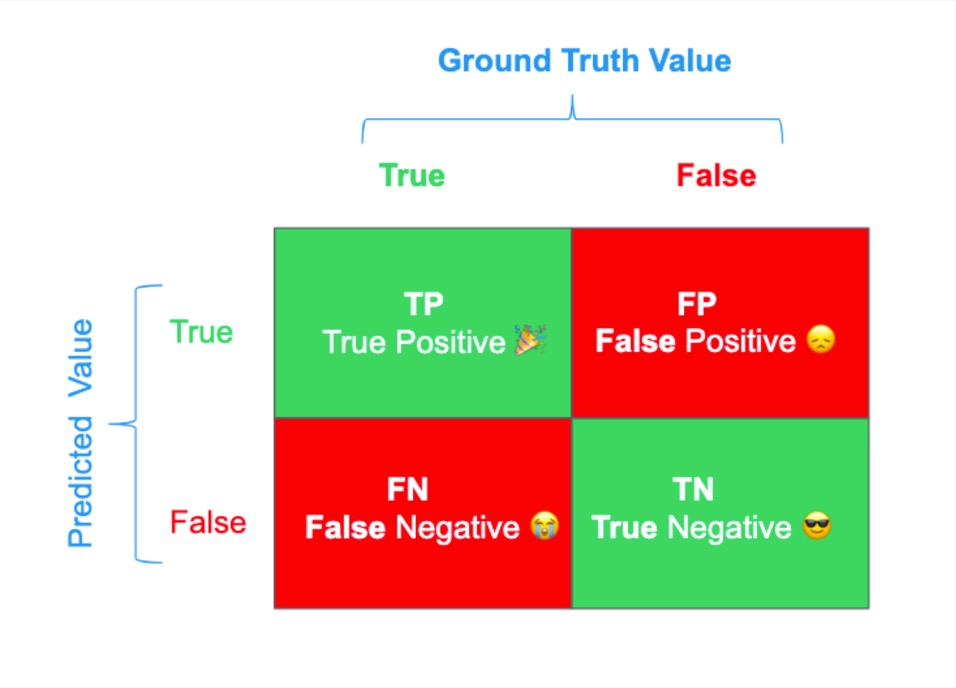 Ground Truth Value
True
False
Predicted Value
True
TP
True Positive 🎉
FP
False Positive 😞
False
FN
False Negative 😭
TN
True Negative 😎